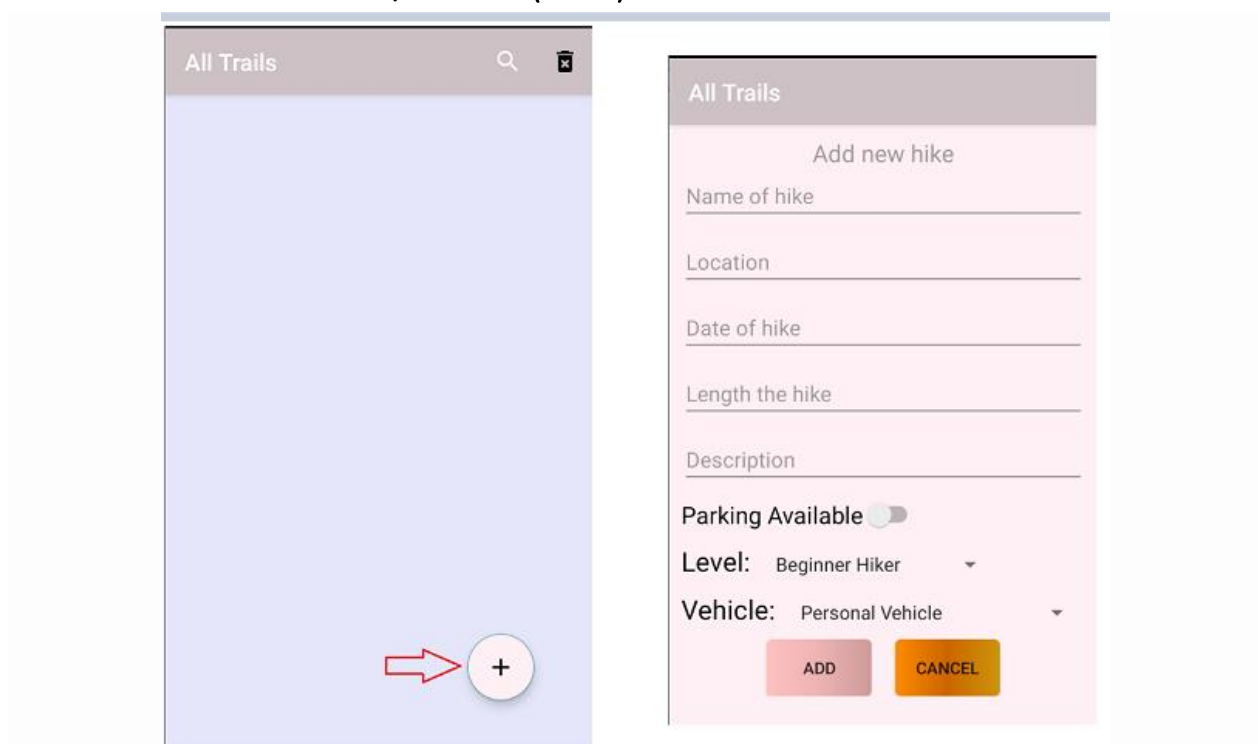 All Trails
+
All Trails
Add new hike
Name of hike
Location
Date of hike
Length the hike
Description
Parking Available
Level: Beginner Hiker
Vehicle: Personal Vehicle
ADD CANCEL